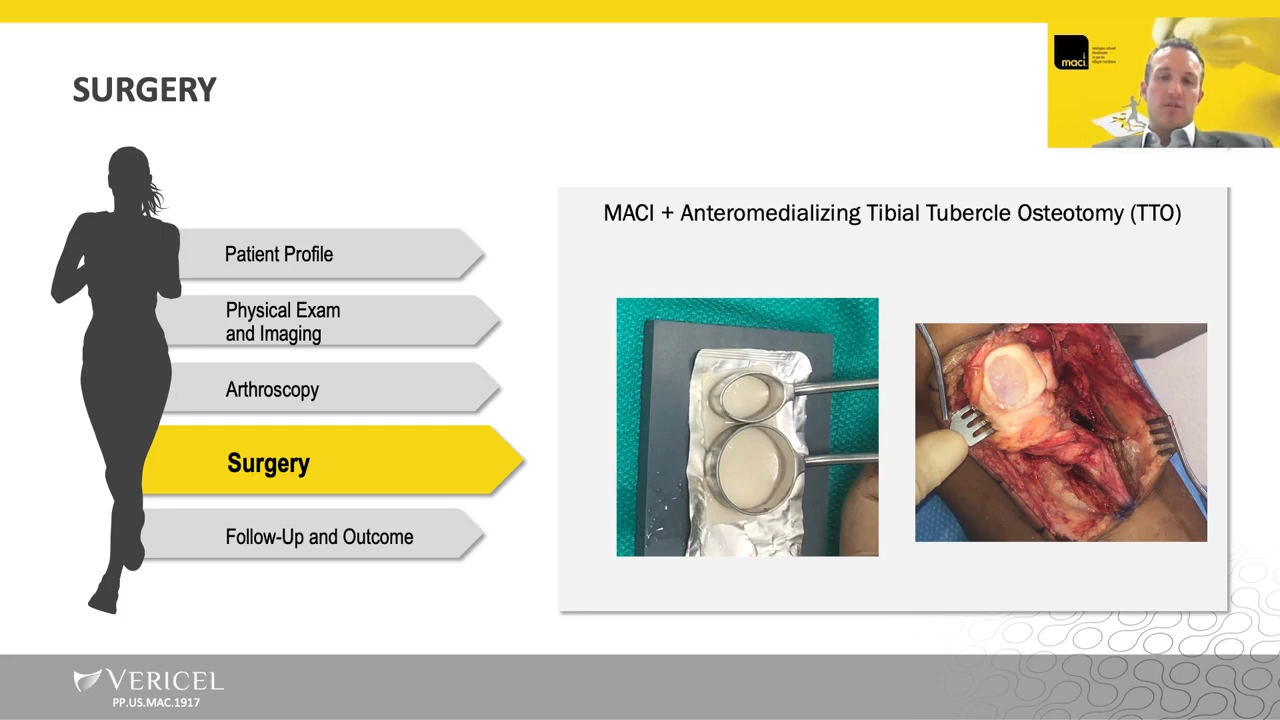 SURGERY
maci
Patient Profile
Physical Exam
and Imaging
Arthroscopy
Surgery
Follow-Up and Outcome
MACI + Anteromedializing Tibial Tubercle Osteotomy (TTO)
VERICEL
PP.US.MAC.1917